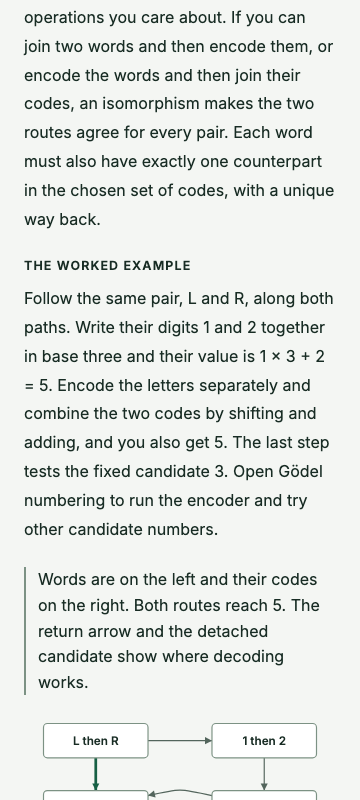 operations you care about. If you can
join two words and then encode them, or
encode the words and then join their
codes, an isomorphism makes the two
routes agree for every pair. Each word
must also have exactly one counterpart
in the chosen set of codes, with a unique
way back.
THE WORKED EXAMPLE
Follow the same pair, L and R, along both
paths. Write their digits 1 and 2 together
in base three and their value is 1 × 3 + 2
= 5. Encode the letters separately and
combine the two codes by shifting and
adding, and you also get 5. The last step
tests the fixed candidate 3. Open Gödel
numbering to run the encoder and try
other candidate numbers.
Words are on the left and their codes
on the right. Both routes reach 5. The
return arrow and the detached
candidate show where decoding
works.
L then R
1 then 2